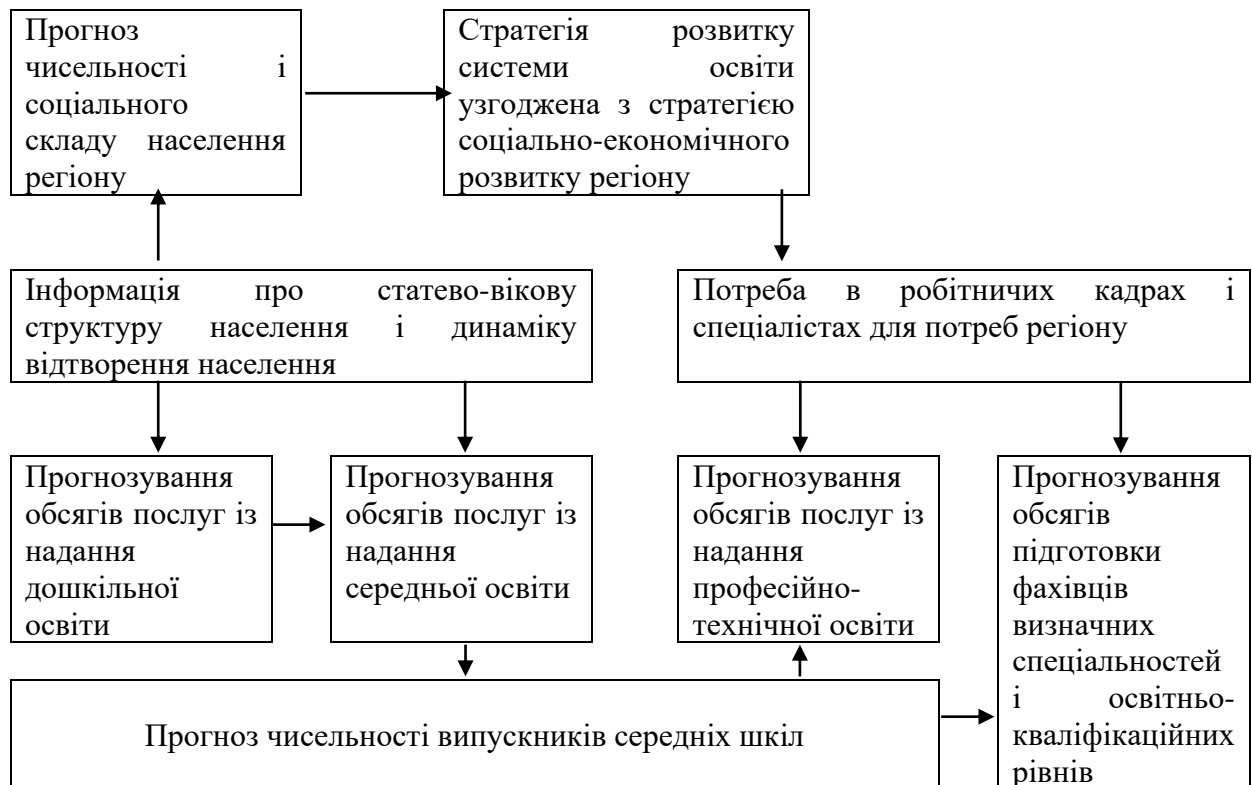 Прогноз
чисельності і
соціального
складу населення
регіону
Стратегія розвитку
системи освіти
узгоджена з стратегією
соціально-економічного
розвитку регіону
Інформація про статево-вікову
структуру населення і динаміку
відтворення населення
Потреба в робітничих кадрах і
спеціалістах для потреб регіону
Прогнозування
обсягів послуг із
надання
дошкільної
освіти
Прогнозування
обсягів послуг із
надання
середньої освіти
Прогнозування
обсягів послуг із
надання
професійно-
технічної освіти
Прогнозування
обсягів
підготовки
фахівців
визначних
спеціальностей
і освітньо-
кваліфікаційних
рівнів
Прогноз чисельності випускників середніх шкіл